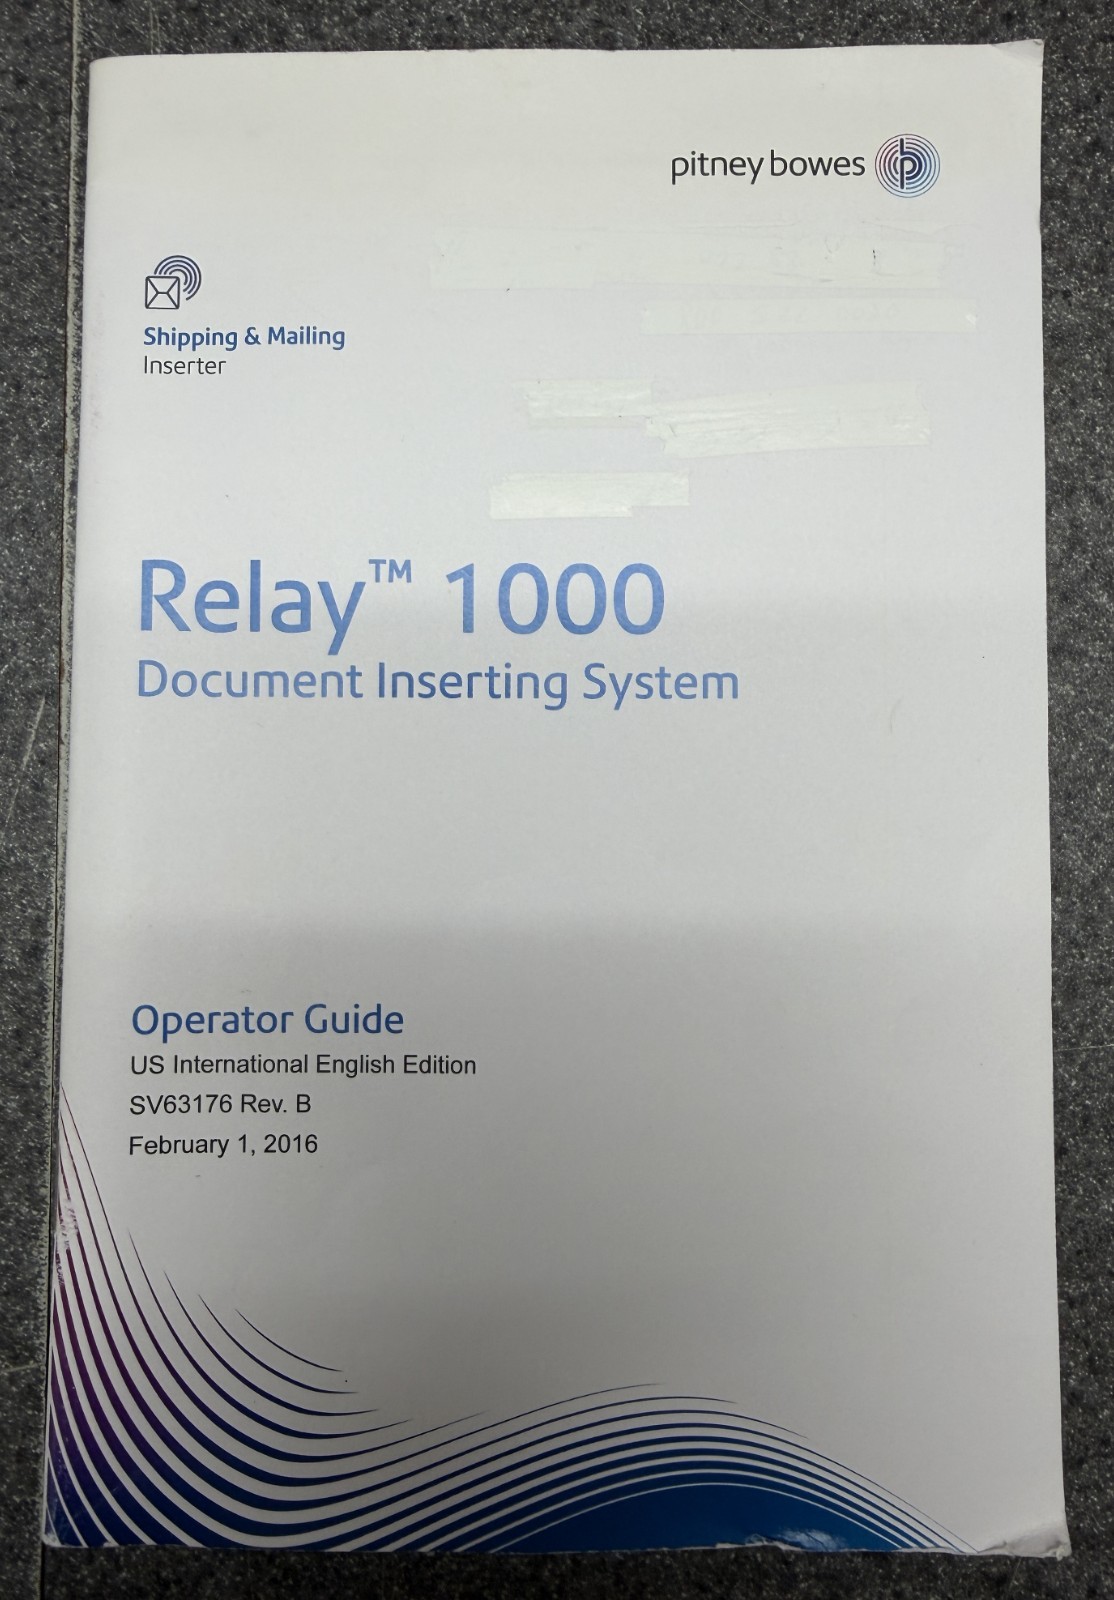 pitney bowes
Shipping & Mailing
Inserter
Relay™ 1000
Document Inserting System
Operator Guide
US International English Edition
SV63176 Rev. B
February 1, 2016